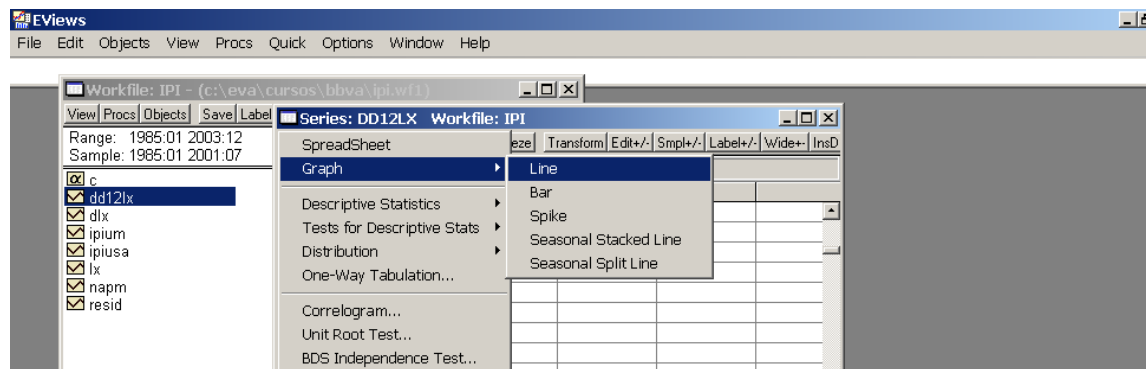 EViews
File Edit Objects View Procs Quick Options Window Help
Workfile: IPI - (c:\eva\cursos\bbva\ipi.wf1)
View Procs Objects Save Label
Range: 1985:01 2003:12
Sample: 1985:01 2001:07
c
dd12lx
dlx
ipium
ipiusa
lx
napm
resid
Series: DD12LX Workfile: IPI
eze Transform Edit+/- Smpl+/- Label+/- Wide+- InsD
SpreadSheet
Graph
Descriptive Statistics
Tests for Descriptive Stats
Distribution
One-Way Tabulation...
Correlogram...
Unit Root Test...
BDS Independence Test...
Line
Bar
Spike
Seasonal Stacked Line
Seasonal Split Line